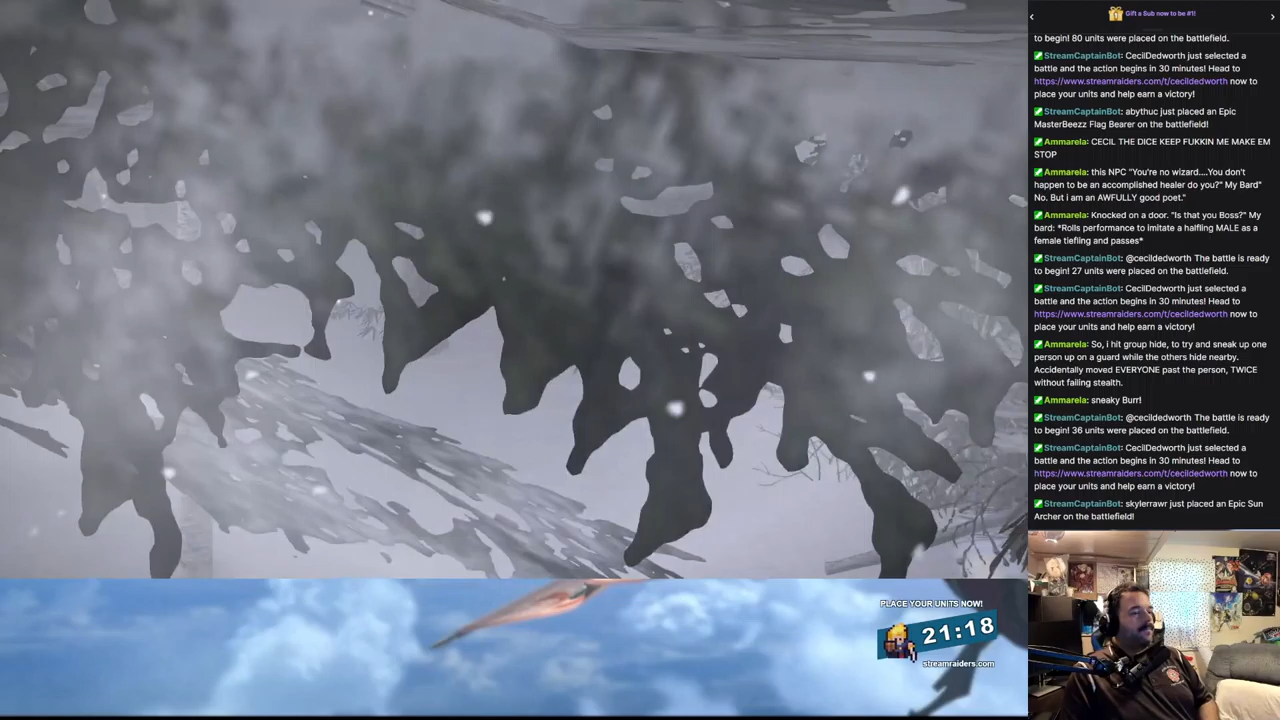 Gift a Sub now to be #1!
to begin! 80 units were placed on the battlefield.
StreamCaptainBot: CecilDedworth just selected a
battle and the action begins in 30 minutes! Head to
https://www.streamraiders.com/t/cecildedworth now to
place your units and help earn a victory!
StreamCaptainBot: abythuc just placed an Epic
MasterBeezz Flag Bearer on the battlefield!
Ammarela: CECIL THE DICE KEEP FUKKIN ME MAKE EM
STOP
Ammarela: this NPC "You're no wizard....You don't
happen to be an accomplished healer do you?" My Bard"
No. But i am an AWFULLY good poet."
Ammarela: Knocked on a door. "Is that you Boss?" My
bard: *Rolls performance to imitate a halfling MALE as a
female tiefling and passes*
StreamCaptainBot: @cecildedworth The battle is ready
to begin! 27 units were placed on the battlefield.
StreamCaptainBot: CecilDedworth just selected a
battle and the action begins in 30 minutes! Head to
https://www.streamraiders.com/t/cecildedworth now to
place your units and help earn a victory!
Ammarela: So, i hit group hide, to try and sneak up one
person up on a guard while the others hide nearby.
Accidentally moved EVERYONE past the person, TWICE
without failing stealth.
Ammarela: sneaky Burr!
StreamCaptainBot: @cecildedworth The battle is ready
to begin! 36 units were placed on the battlefield.
StreamCaptainBot: CecilDedworth just selected a
battle and the action begins in 30 minutes! Head to
https://www.streamraiders.com/t/cecildedworth now to
place your units and help earn a victory!
StreamCaptainBot: skylerrawr just placed an Epic Sun
Archer on the battlefield!
PLACE YOUR UNITS NOW!
21:18
streamraiders.com